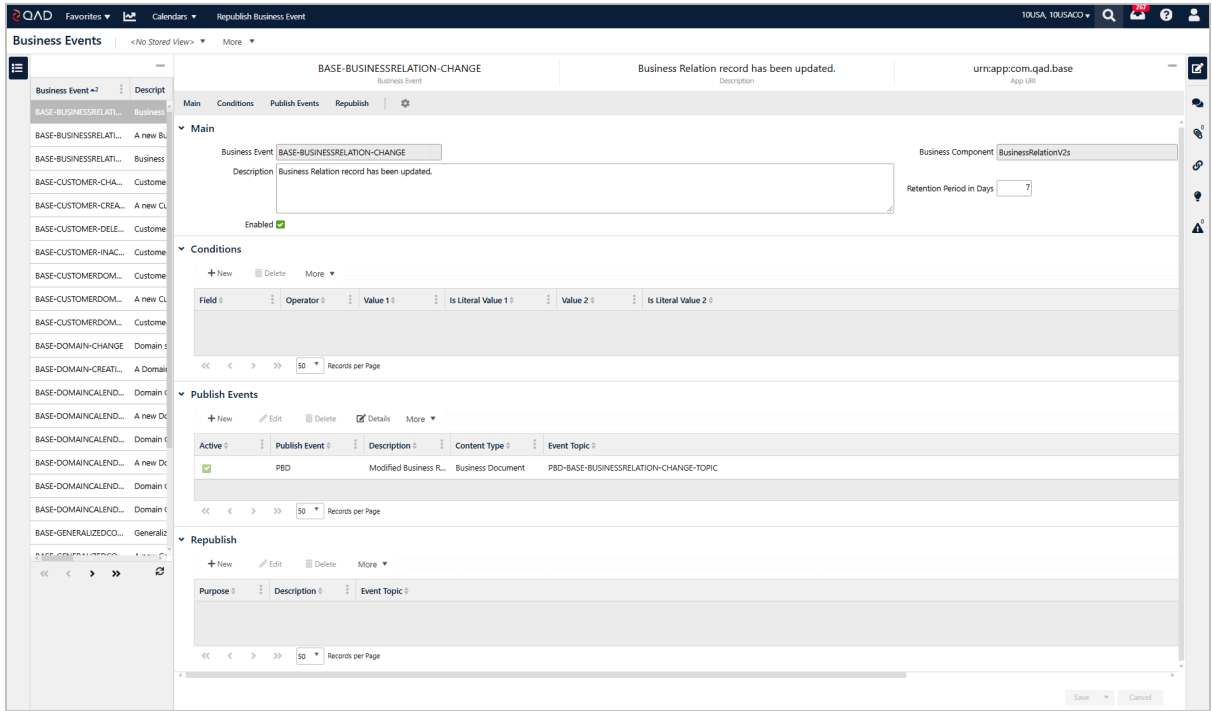 QAD Favorites Calendars Republish Business Event 10USA, 10USACO 267
Business Events <No Stored View> More
BASE-BUSINESSRELATION-CHANGE Business Relation record has been updated. urn:app:com.qad.base
Business Event Description App URI
Business Event 2 Descript
Main Conditions Publish Events Republish
BASE-BUSINESSRELATI... Business
BASE-BUSINESSRELATI... A new Bu
BASE-BUSINESSRELATI... Business
BASE-CUSTOMER-CHA... Custome
BASE-CUSTOMER-CREA... A new Cu
BASE-CUSTOMER-DELE... Custome
BASE-CUSTOMER-INAC... Custome
BASE-CUSTOMERDOM... Custome
BASE-CUSTOMERDOM... A new Cu
BASE-CUSTOMERDOM... Custome
BASE-DOMAIN-CHANGE Domain s
BASE-DOMAIN-CREATI... A Domain
BASE-DOMAINCALEND... Domain C
BASE-DOMAINCALEND... A new Do
BASE-DOMAINCALEND... Domain C
BASE-DOMAINCALEND... A new Do
BASE-DOMAINCALEND... Domain C
BASE-DOMAINCALEND... Domain C
BASE-GENERALIZEDCO... Generaliz
Main
Business Event BASE-BUSINESSRELATION-CHANGE Business Component BusinessRelationV2s
Description Business Relation record has been updated.
Retention Period in Days 7
Enabled
Conditions
New Delete More
Field Operator Value 1 Is Literal Value 1 Value 2 Is Literal Value 2
50 Records per Page
Publish Events
New Edit Delete Details More
Active Publish Event Description Content Type Event Topic
PBD Modified Business R... Business Document PBD-BASE-BUSINESSRELATION-CHANGE-TOPIC
50 Records per Page
Republish
New Edit Delete More
Purpose Description Event Topic
50 Records per Page
Save Cancel
0
0